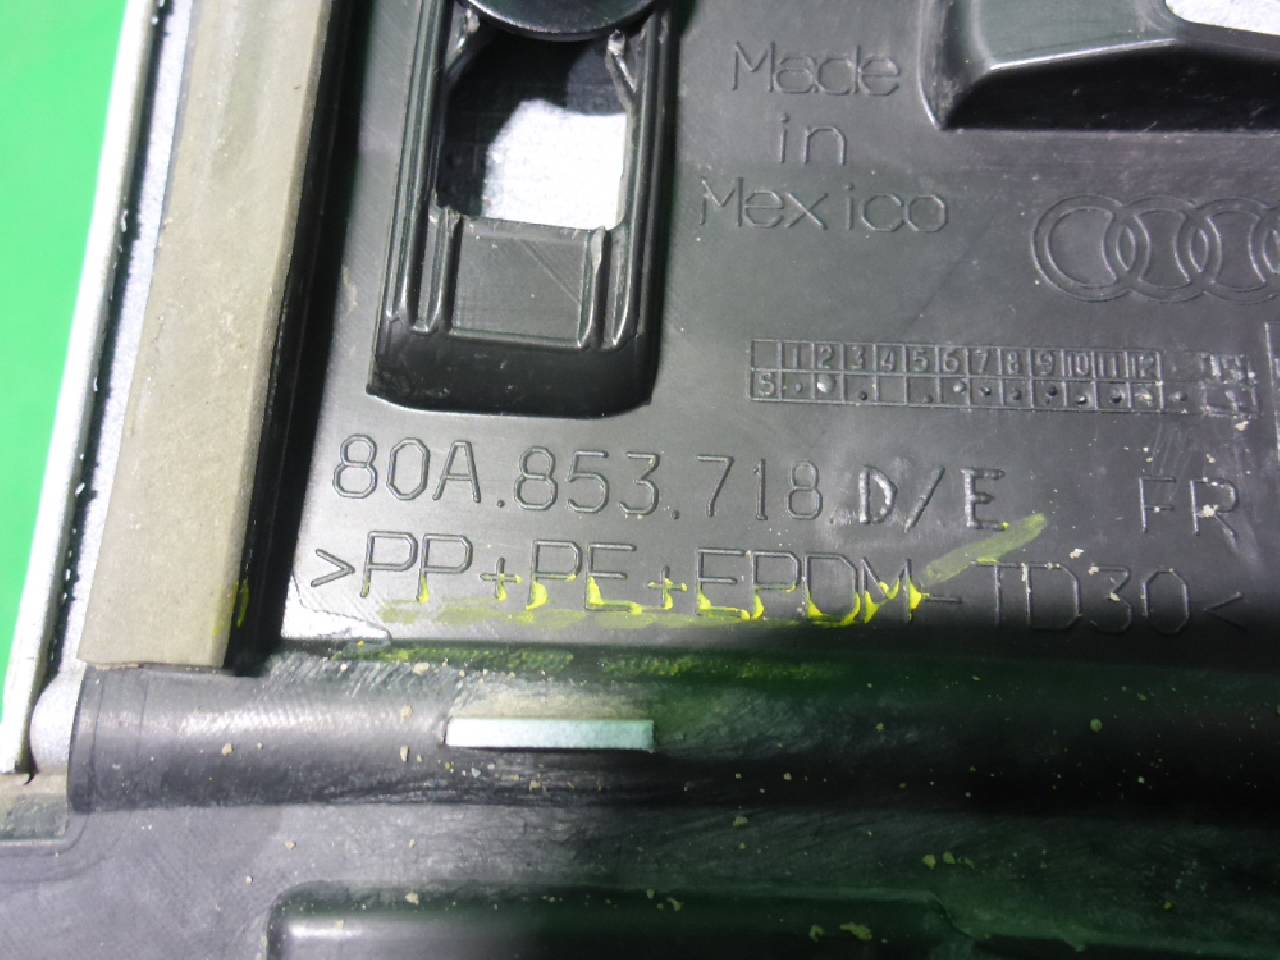 Made
in
Mexico
1 2 3 4 5 6 7 8 9 10 11 12
S
80A.853.718. D/E FR
>PP+PE+EPDM-TD30<